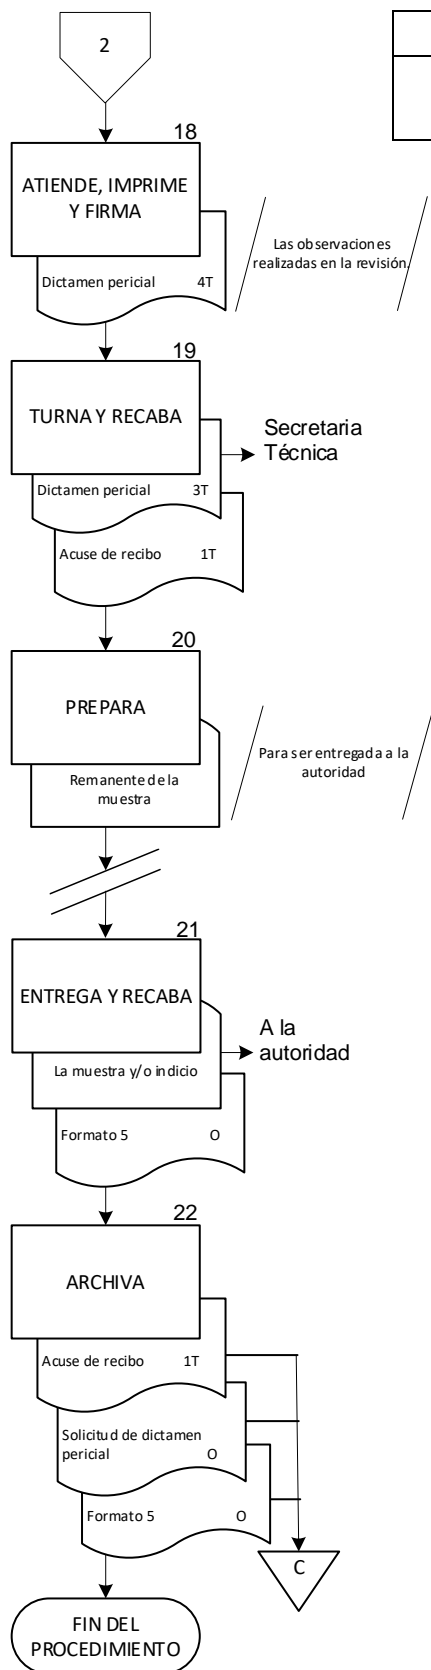 2
18
ATIENDE, IMPRIME
Y FIRMA
Dictamen pericial 4T
Las observaciones
realizadas en la revisión.
19
TURNA Y RECABA
Secretaria
Técnica
Dictamen pericial 3T
Acuse de recibo 1T
20
PREPARA
Remanente de la
muestra
Para ser entregada a la
autoridad
21
ENTREGA Y RECABA
A la
autoridad
La muestra y/o indicio
Formato 5 O
22
ARCHIVA
Acuse de recibo 1T
Solicitud de dictamen
pericial O
Formato 5 O
C
FIN DEL
PROCEDIMIENTO